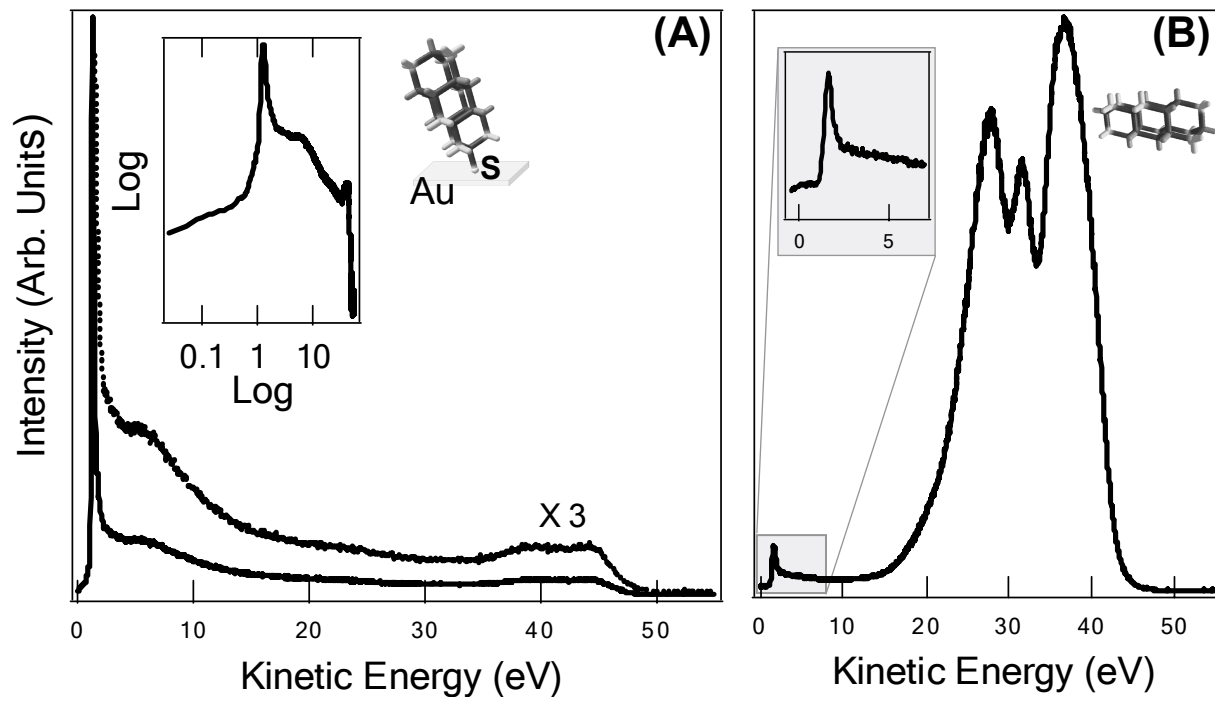 (A)
Log
S
Au
0.1 1 10
Log
X 3
Intensity (Arb. Units)
0 10 20 30 40 50
Kinetic Energy (eV)
(B)
0 5
0 10 20 30 40 50
Kinetic Energy (eV)